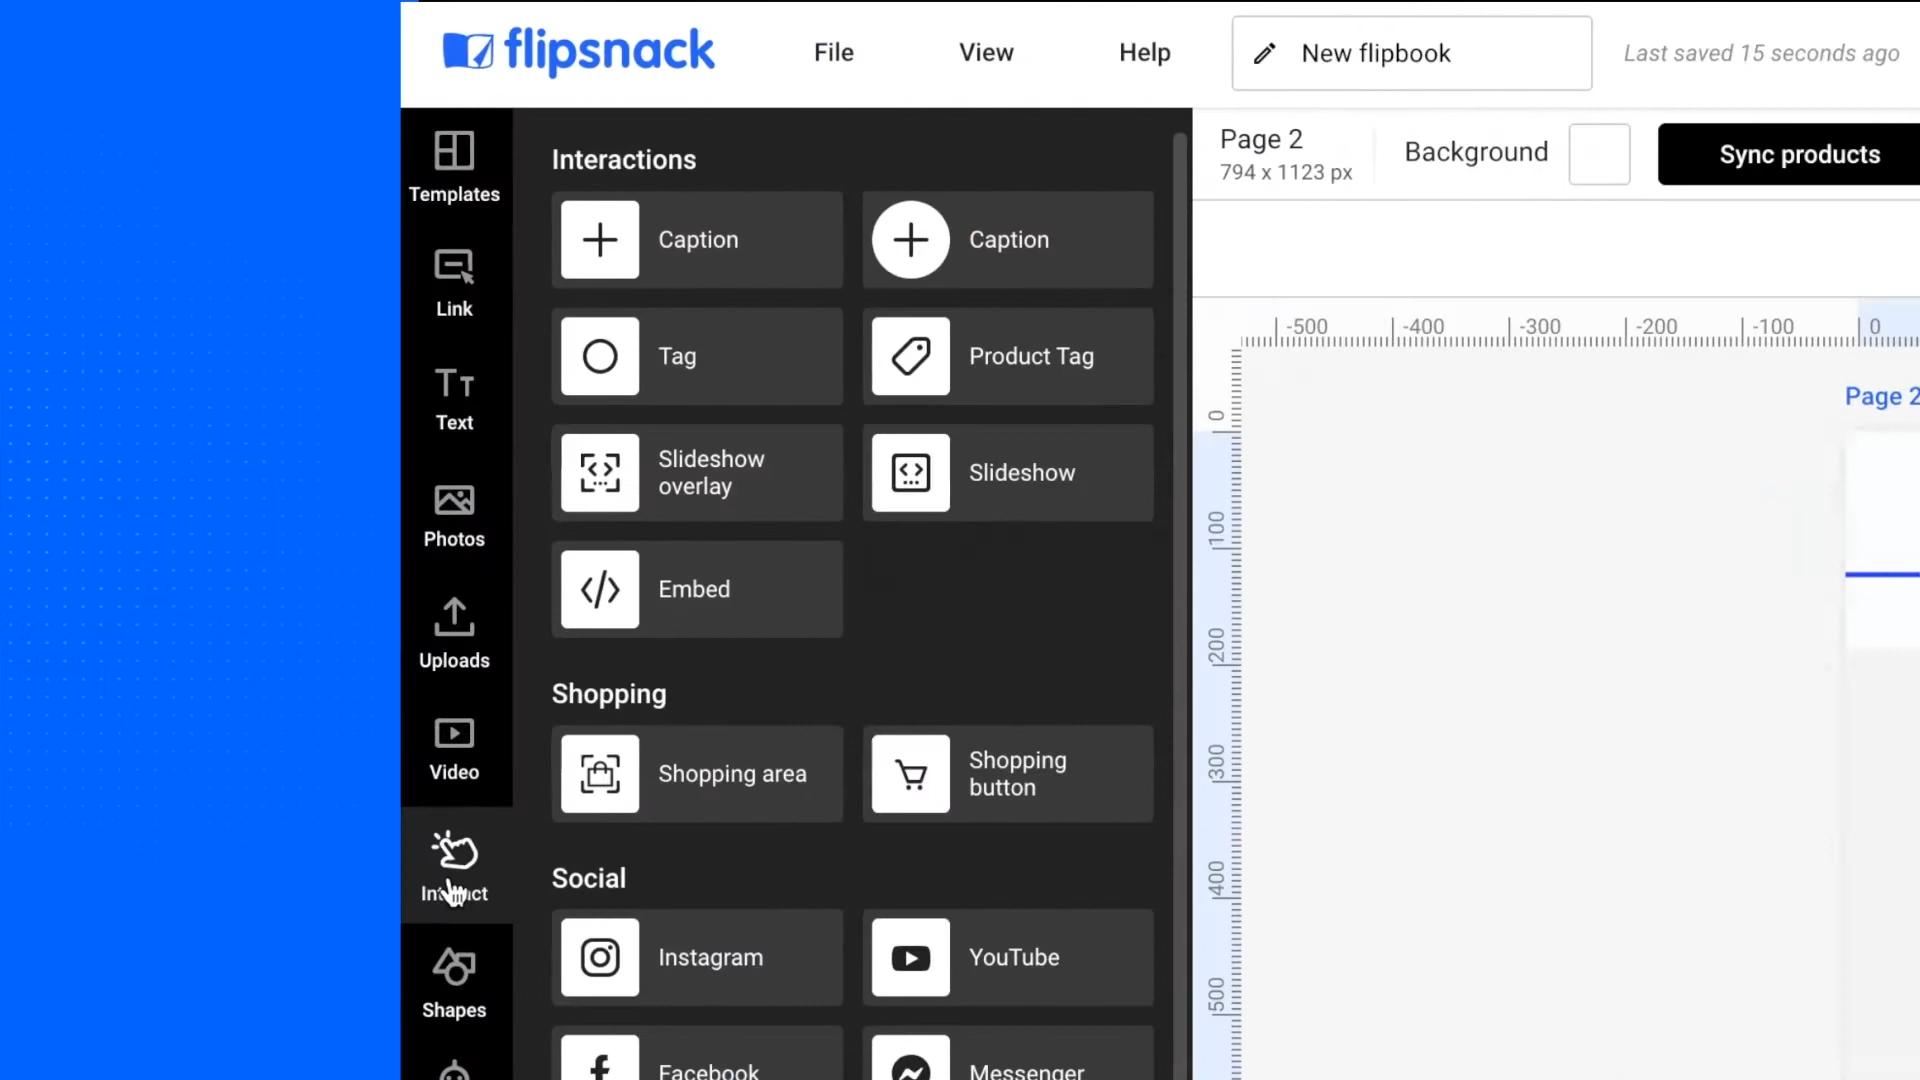 flipsnack
File
View
Help
New flipbook
Last saved 15 seconds ago
Templates
Link
Text
Photos
Uploads
Video
Shapes
Interactions
Caption
Caption
Tag
Product Tag
Slideshow
overlay
Slideshow
Embed
Shopping
Shopping area
Shopping
button
Social
Instagram
YouTube
Facebook
Messenger
Page 2
794 x 1123 px
Background
Sync products
-500
-400
-300
-200
-100
0
Page 2
0
100
200
300
400
500